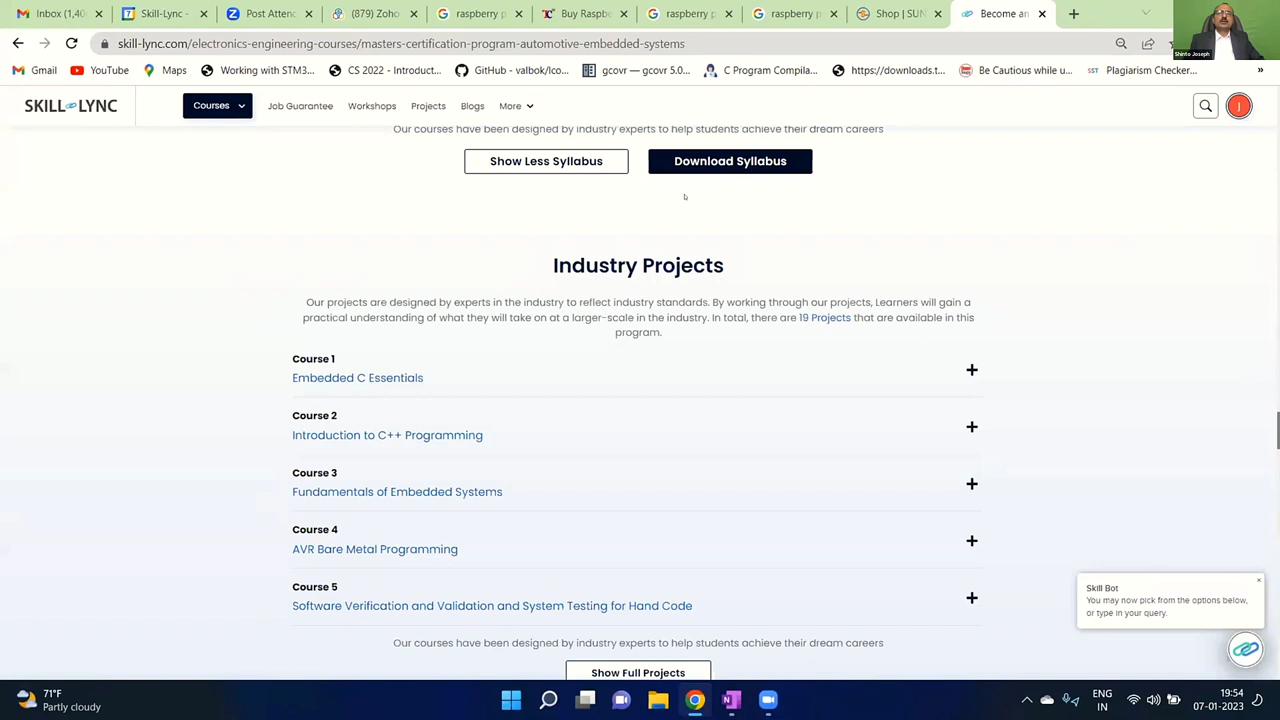 Inbox (1,40
Skill-Lync -
Post Attend
(879) Zoho
raspberry p
Buy Raspbe
raspberry p
raspberry p
Shop | SUN
Become an
skill-lync.com/electronics-engineering-courses/masters-certification-program-automotive-embedded-systems
Shinto Joseph
Gmail
YouTube
Maps
Working with STM3...
CS 2022 - Introduct...
GitHub - valbok/lco...
gcovr — gcovr 5.0...
C Program Compila...
https://downloads.t...
Be Cautious while u...
SST
Plagiarism Checker...
»
SKILL LYNC
Courses
Job Guarantee
Workshops
Projects
Blogs
More
J
Our courses have been designed by industry experts to help students achieve their dream careers
Show Less Syllabus
Download Syllabus
Industry Projects
Our projects are designed by experts in the industry to reflect industry standards. By working through our projects, Learners will gain a
practical understanding of what they will take on at a larger-scale in the industry. In total, there are 19 Projects that are available in this
program.
Course 1
Embedded C Essentials
Course 2
Introduction to C++ Programming
Course 3
Fundamentals of Embedded Systems
Course 4
AVR Bare Metal Programming
Course 5
Software Verification and Validation and System Testing for Hand Code
Our courses have been designed by industry experts to help students achieve their dream careers
Show Full Projects
Skill Bot
You may now pick from the options below,
or type in your query.
71°F
Partly cloudy
ENG
IN
19:54
07-01-2023